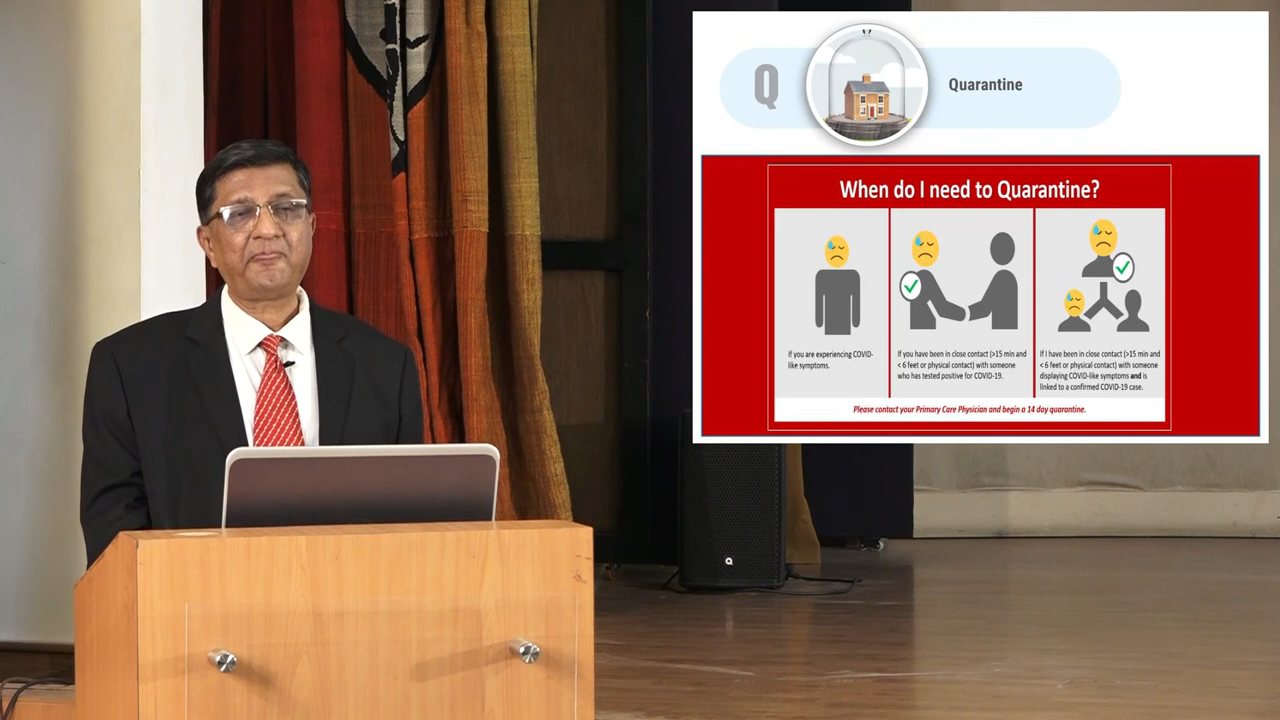 Q
Quarantine
When do I need to Quarantine?
If you are experiencing COVID-
like symptoms.
If you have been in close contact (>15 min and
< 6 feet or physical contact) with someone
who has tested positive for COVID-19.
If I have been in close contact (>15 min and
< 6 feet or physical contact) with someone
displaying COVID-like symptoms and is
linked to a confirmed COVID-19 case.
Please contact your Primary Care Physician and begin a 14 day quarantine.